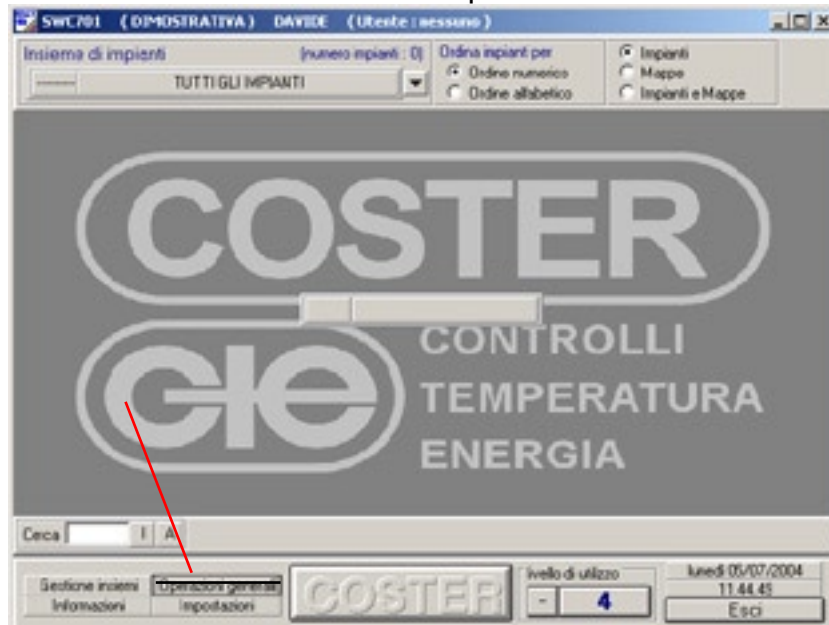 SWC701 (DIMOSTRATIVA) DAVIDE (Utente : nessuno)
Insieme di impianti (numero impianti : 0)
TUTTI GLI IMPIANTI
Ordina impianti per
Ordine numerico
Ordine alfabetico
Impianti
Mappe
Impianti e Mappe
COSTER
CONTROLLI
TEMPERATURA
ENERGIA
Cerca I A
Gestione insiemi Operazioni generali
Informazioni Impostazioni
COSTER
livello di utilizzo
- 4
lunedì 05/07/2004
11.44.45
Esci